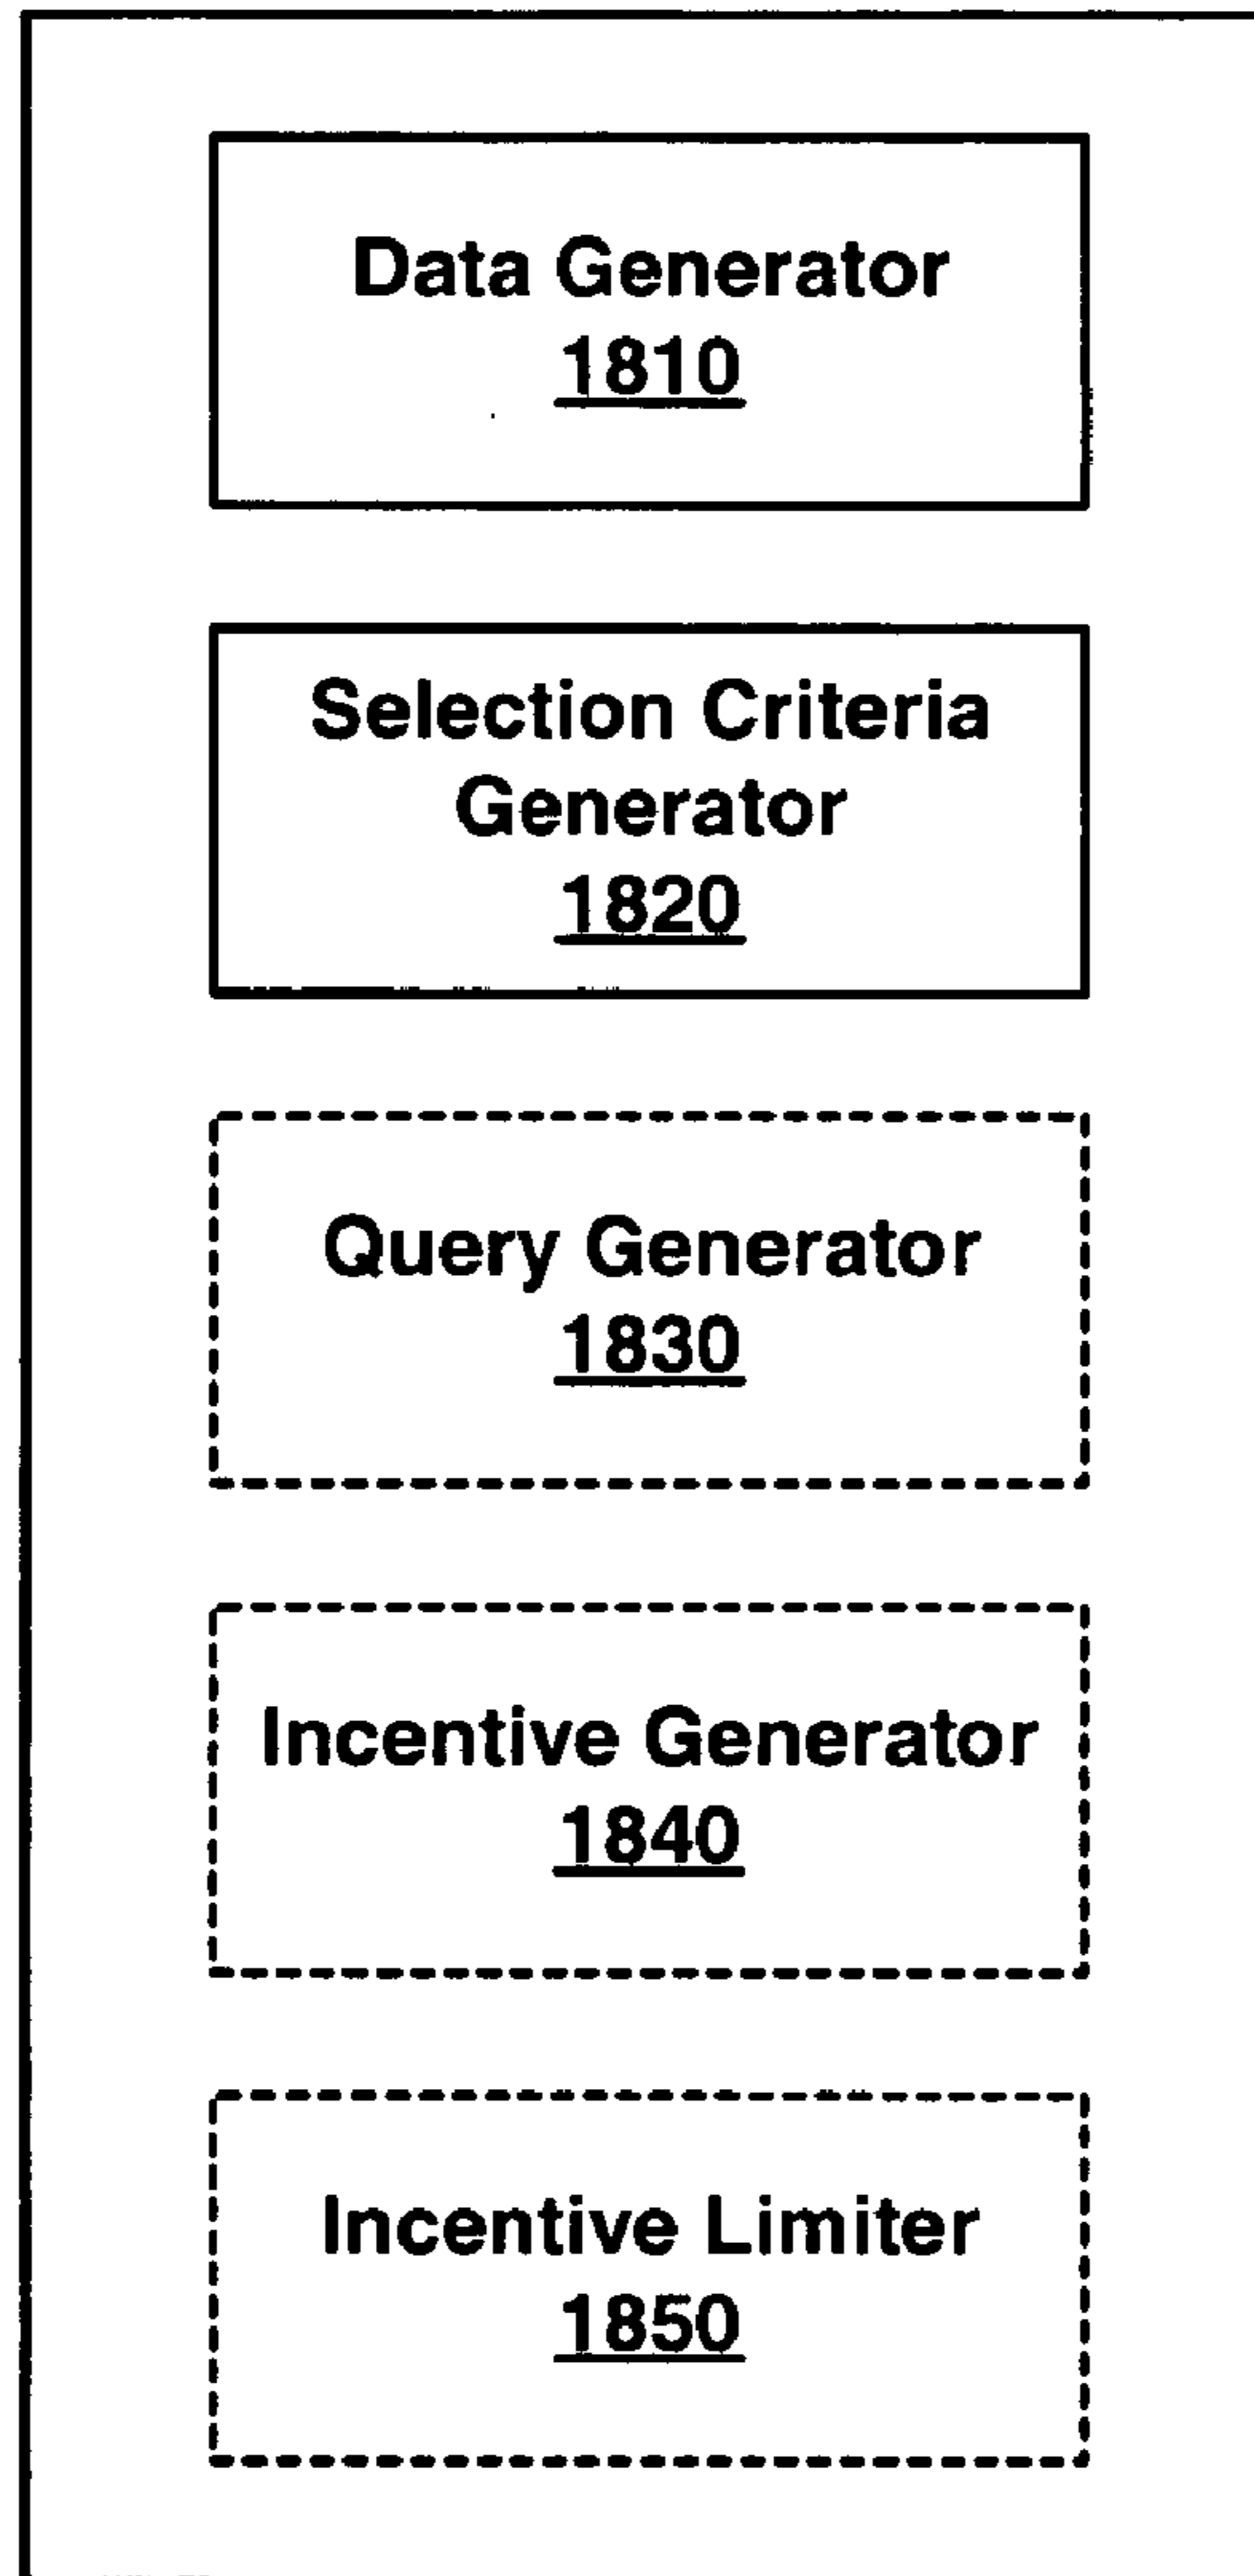 Data Generator
1810
Selection Criteria
Generator
1820
Query Generator
1830
Incentive Generator
1840
Incentive Limiter
1850